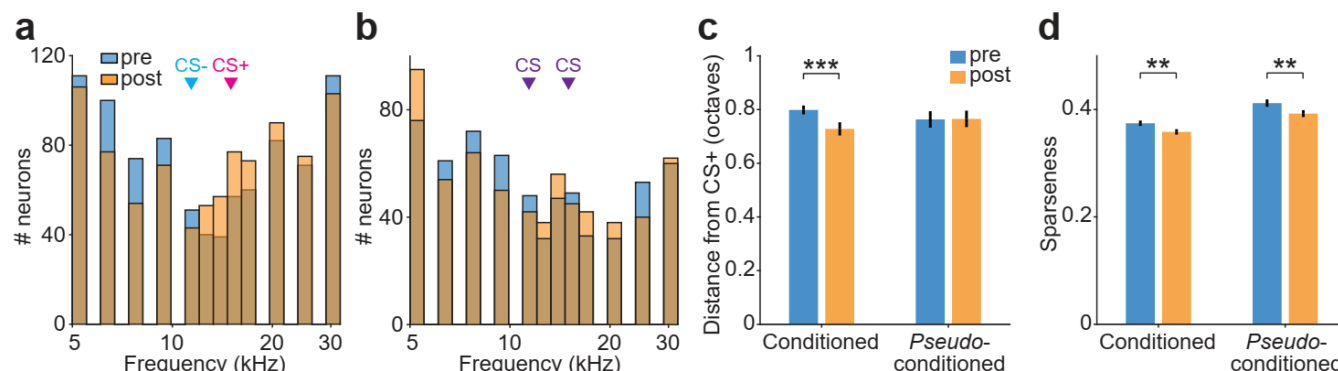 a
pre
post
CS-
CS+
# neurons
120
80
40
0
5
10
20
30
Frequency (kHz)
b
CS
CS
# neurons
80
40
0
5
10
20
30
Frequency (kHz)
c
pre
post
***
Distance from CS+ (octaves)
1
0.8
0.6
0.4
0.2
0
Conditioned
Pseudo-
conditioned
d
pre
post
**
**
Sparseness
0.4
0.2
0
Conditioned
Pseudo-
conditioned